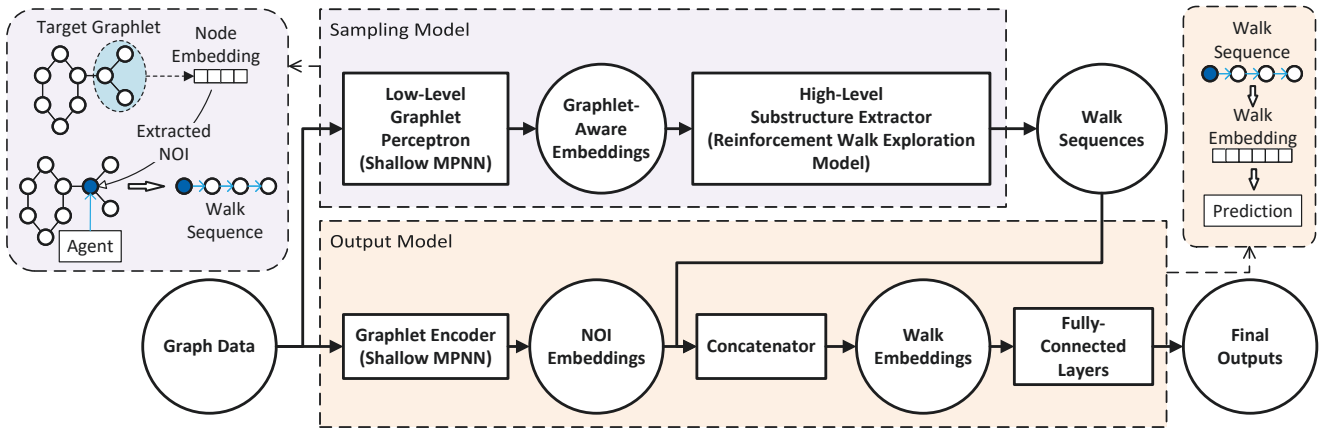 Target Graphlet
Node
Embedding
Extracted
NOI
Walk
Sequence
Agent
Sampling Model
Low-Level
Graphlet
Perceptron
(Shallow MPNN)
Graphlet-
Aware
Embeddings
High-Level
Substructure Extractor
(Reinforcement Walk Exploration
Model)
Walk
Sequences
Walk
Sequence
Walk
Embedding
Prediction
Output Model
Graph Data
Graphlet Encoder
(Shallow MPNN)
NOI
Embeddings
Concatenator
Walk
Embeddings
Fully-
Connected
Layers
Final
Outputs